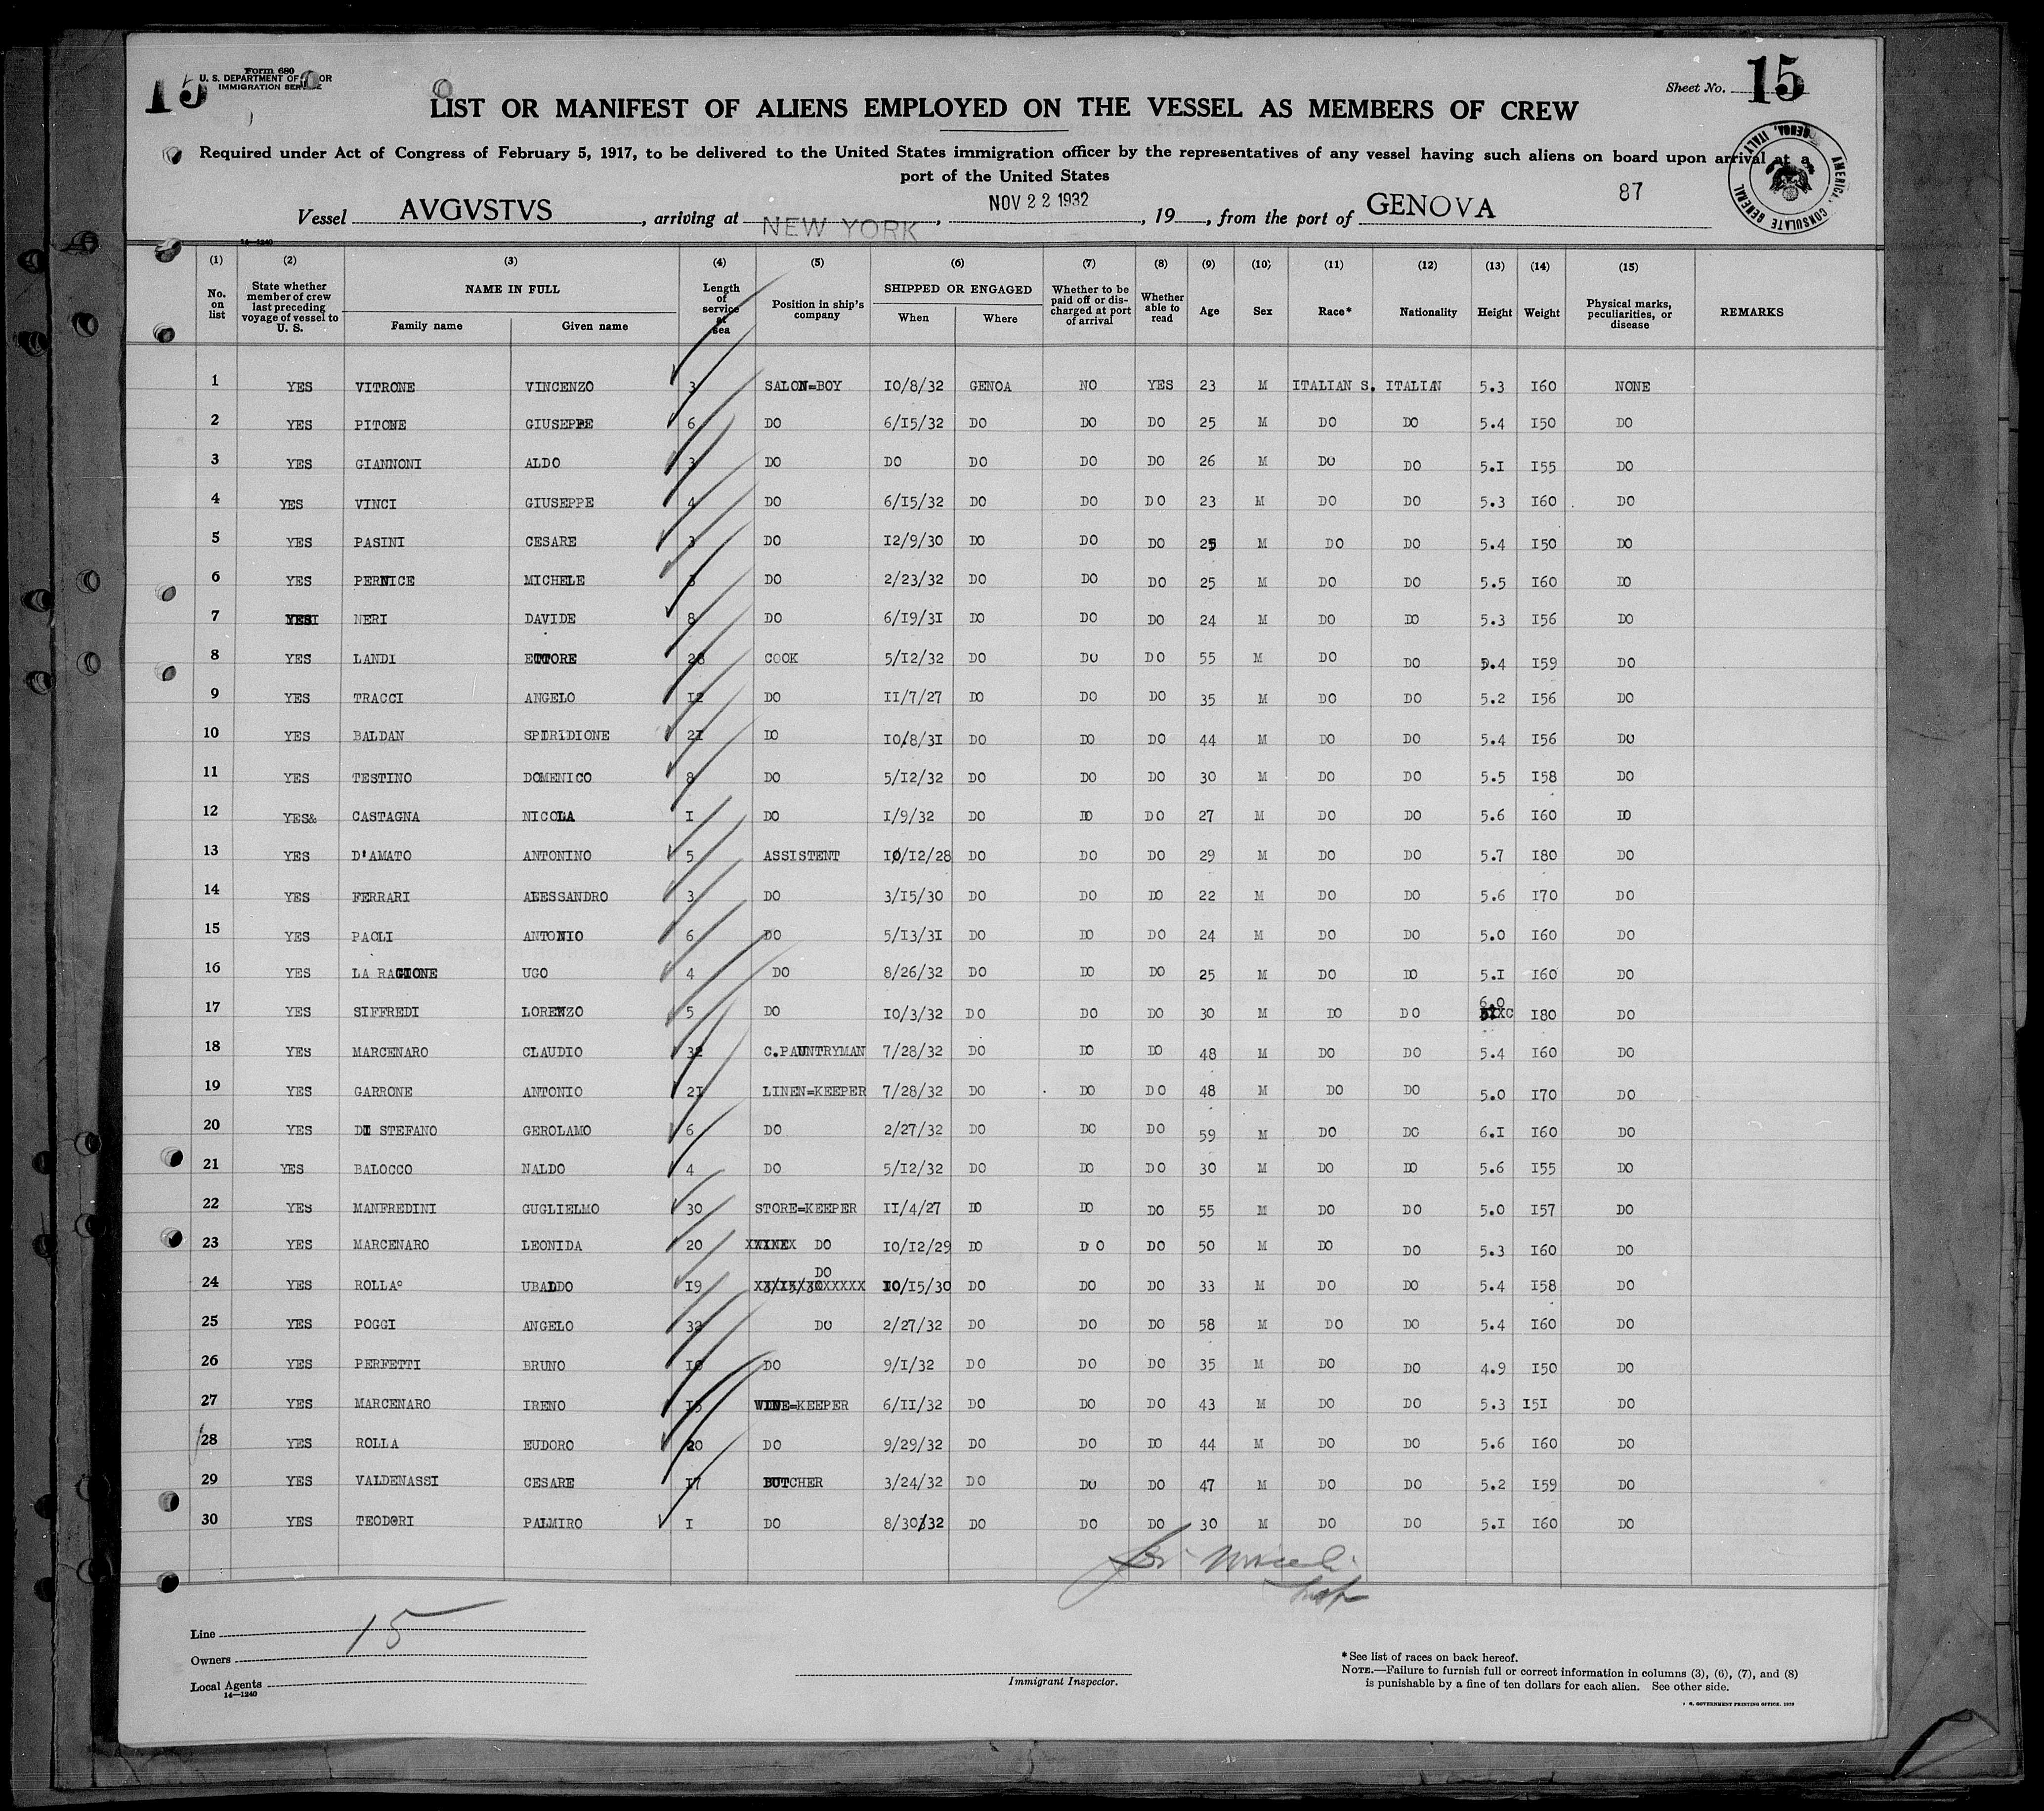 15
Form 680
U. S. DEPARTMENT OF LABOR
IMMIGRATION SERVICE
Sheet No. 15
LIST OR MANIFEST OF ALIENS EMPLOYED ON THE VESSEL AS MEMBERS OF CREW
Required under Act of Congress of February 5, 1917, to be delivered to the United States immigration officer by the representatives of any vessel having such aliens on board upon arrival at a
port of the United States
AMERICAN CONSULATE GENERAL GENOA, ITALY.
87
Vessel AVGVSTVS, arriving at NEW YORK, NOV 22 1932, 19, from the port of GENOVA
14—1240
(1) (2) (3) (4) (5) (6) (7) (8) (9) (10) (11) (12) (13) (14) (15)
No. on list State whether member of crew last preceding voyage of vessel to U. S. NAME IN FULL Family name Given name Length of service at sea Position in ship's company SHIPPED OR ENGAGED When Where Whether to be paid off or discharged at port of arrival Whether able to read Age Sex Race* Nationality Height Weight Physical marks, peculiarities, or disease REMARKS
1 YES VITRONE VINCENZO 3 SALON=BOY 10/8/32 GENOA NO YES 23 M ITALIAN S. ITALIAN 5.3 160 NONE
2 YES PITONE GIUSEPPE 6 DO 6/15/32 DO DO DO 25 M DO DO 5.4 150 DO
3 YES GIANNONI ALDO 3 DO DO DO DO DO 26 M DO DO 5.1 155 DO
4 YES VINCI GIUSEPPE 4 DO 6/15/32 DO DO DO 23 M DO DO 5.3 160 DO
5 YES PASINI CESARE 3 DO 12/9/30 DO DO DO 25 M DO DO 5.4 150 DO
6 YES PERNICE MICHELE 3 DO 2/23/32 DO DO DO 25 M DO DO 5.5 160 DO
7 YES NERI DAVIDE 8 DO 6/19/31 DO DO DO 24 M DO DO 5.3 156 DO
8 YES LANDI ETTORE 28 COOK 5/12/32 DO DO DO 55 M DO DO 5.4 159 DO
9 YES TRACCI ANGELO 12 DO 11/7/27 DO DO DO 35 M DO DO 5.2 156 DO
10 YES BALDAN SPIRIDIONE 21 DO 10/8/31 DO DO DO 44 M DO DO 5.4 156 DO
11 YES TESTINO DOMENICO 8 DO 5/12/32 DO DO DO 30 M DO DO 5.5 158 DO
12 YES& CASTAGNA NICOLA 1 DO 1/9/32 DO DO DO 27 M DO DO 5.6 160 DO
13 YES D'AMATO ANTONINO 5 ASSISTENT 10/12/28 DO DO DO 29 M DO DO 5.7 180 DO
14 YES FERRARI ALESSANDRO 3 DO 3/15/30 DO DO DO 22 M DO DO 5.6 170 DO
15 YES PAOLI ANTONIO 6 DO 5/13/31 DO DO DO 24 M DO DO 5.0 160 DO
16 YES LA RAGIONE UGO 4 DO 8/26/32 DO DO DO 25 M DO DO 5.1 160 DO
17 YES SIFFREDI LORENZO 5 DO 10/3/32 DO DO DO 30 M DO DO 6.0 180 DO
18 YES MARCENARO CLAUDIO 32 C.PAUNTRYMAN 7/28/32 DO DO DO 48 M DO DO 5.4 160 DO
19 YES GARRONE ANTONIO 21 LINEN=KEEPER 7/28/32 DO DO DO 48 M DO DO 5.0 170 DO
20 YES DI STEFANO GEROLAMO 6 DO 2/27/32 DO DO DO 59 M DO DO 6.1 160 DO
21 YES BALOCCO NALDO 4 DO 5/12/32 DO DO DO 30 M DO DO 5.6 155 DO
22 YES MANFREDINI GUGLIELMO 30 STORE=KEEPER 11/4/27 DO DO DO 55 M DO DO 5.0 157 DO
23 YES MARCENARO LEONIDA 20 DO 10/12/29 DO DO DO 50 M DO DO 5.3 160 DO
24 YES ROLLA UBALDO 19 DO 10/15/30 DO DO DO 33 M DO DO 5.4 158 DO
25 YES POGGI ANGELO 32 DO 2/27/32 DO DO DO 58 M DO DO 5.4 160 DO
26 YES PERFETTI BRUNO 10 DO 9/1/32 DO DO DO 35 M DO DO 4.9 150 DO
27 YES MARCENARO IRENO 15 WINE=KEEPER 6/11/32 DO DO DO 43 M DO DO 5.3 151 DO
28 YES ROLLA EUDORO 20 DO 9/29/32 DO DO DO 44 M DO DO 5.6 160 DO
29 YES VALDENASSI CESARE 17 BUTCHER 3/24/32 DO DO DO 47 M DO DO 5.2 159 DO
30 YES TEODORI PALMIRO 1 DO 8/30/32 DO DO DO 30 M DO DO 5.1 160 DO
Line 15
Owners
Local Agents
14—1240
Immigrant Inspector.
*See list of races on back hereof.
NOTE.—Failure to furnish full or correct information in columns (3), (6), (7), and (8)
is punishable by a fine of ten dollars for each alien. See other side.